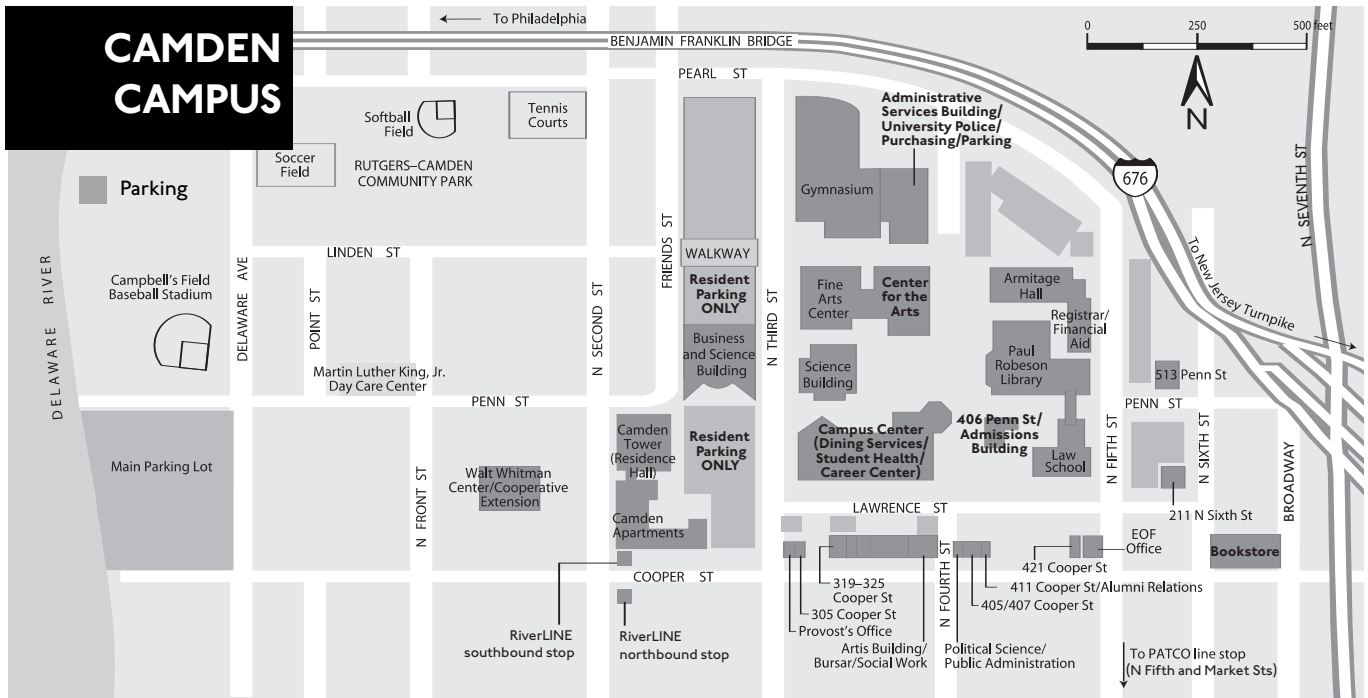 CAMDEN
CAMPUS
To Philadelphia
BENJAMIN FRANKLIN BRIDGE
0 250 500 feet
N
PEARL ST
Parking
Softball
Field
Tennis
Courts
Soccer
Field
RUTGERS–CAMDEN
COMMUNITY PARK
Administrative
Services Building/
University Police/
Purchasing/Parking
Gymnasium
676
N SEVENTH ST
To New Jersey Turnpike
LINDEN ST
WALKWAY
FRIENDS ST
DELAWARE RIVER
Campbell's Field
Baseball Stadium
DELAWARE AVE
POINT ST
N SECOND ST
Resident
Parking
ONLY
N THIRD ST
Fine
Arts
Center
Center
for the
Arts
Armitage
Hall
Registrar/
Financial
Aid
Business
and Science
Building
Science
Building
Paul
Robeson
Library
Martin Luther King, Jr.
Day Care Center
513 Penn St
PENN ST
PENN ST
Main Parking Lot
N FRONT ST
Walt Whitman
Center/Cooperative
Extension
Camden
Tower
(Residence
Hall)
Resident
Parking
ONLY
Campus Center
(Dining Services/
Student Health/
Career Center)
406 Penn St/
Admissions
Building
Law
School
N FIFTH ST
N SIXTH ST
BROADWAY
Camden
Apartments
LAWRENCE ST
211 N Sixth St
EOF
Office
Bookstore
421 Cooper St
COOPER ST
319–325
Cooper St
N FOURTH ST
411 Cooper St/Alumni Relations
405/407 Cooper St
305 Cooper St
Provost's Office
RiverLINE
southbound stop
RiverLINE
northbound stop
Artis Building/
Bursar/Social Work
Political Science/
Public Administration
To PATCO line stop
(N Fifth and Market Sts)